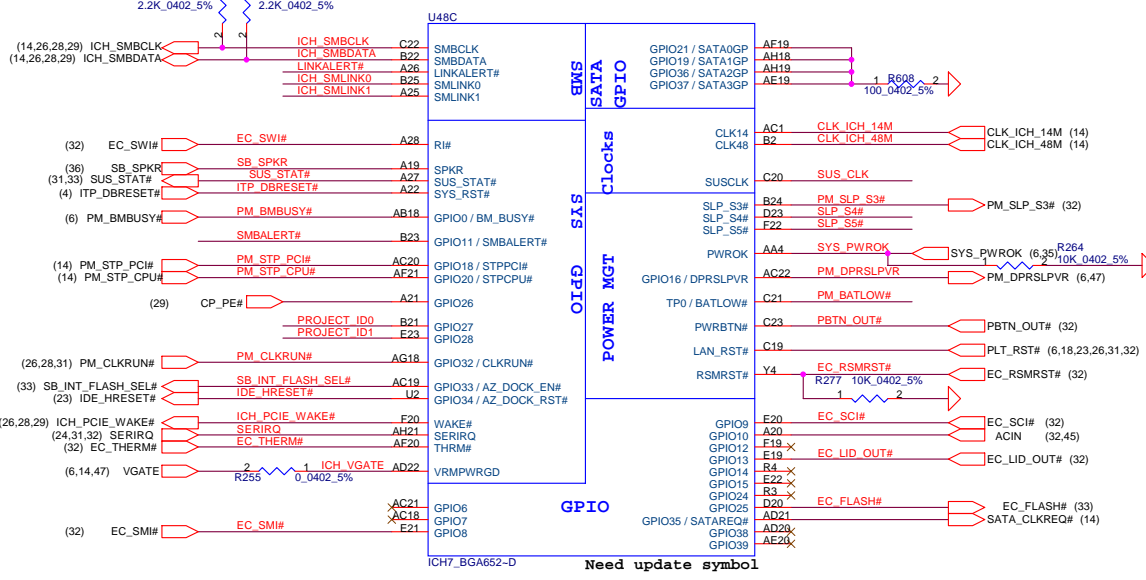 2.2K_0402_5%
2.2K_0402_5%
2
2
U48C
(14,26,28,29) ICH_SMBCLK
ICH_SMBCLK C22 SMBCLK
(14,26,28,29) ICH_SMBDATA
ICH_SMBDATA B22 SMBDATA
LINKALERT# A26 LINKALERT#
ICH_SMLINK0 B25 SMLINK0
ICH_SMLINK1 A25 SMLINK1
SMB
SATA
GPIO
GPIO21 / SATA0GP AF19
GPIO19 / SATA1GP AH18
GPIO36 / SATA2GP AH19
GPIO37 / SATA3GP AE19
1 R608 2
100_0402_5%
(32) EC_SWI# EC_SWI# A28 RI#
(36) SB_SPKR SB_SPKR A19 SPKR
(31,33) SUS_STAT# SUS_STAT# A27 SUS_STAT#
(4) ITP_DBRESET# ITP_DBRESET# A22 SYS_RST#
(6) PM_BMBUSY# PM_BMBUSY# AB18 GPIO0 / BM_BUSY#
SMBALERT# B23 GPIO11 / SMBALERT#
(14) PM_STP_PCI# PM_STP_PCI# AC20 GPIO18 / STPPCI#
(14) PM_STP_CPU# PM_STP_CPU# AF21 GPIO20 / STPCPU#
(29) CP_PE# A21 GPIO26
PROJECT_ID0 B21 GPIO27
PROJECT_ID1 E23 GPIO28
(26,28,31) PM_CLKRUN# PM_CLKRUN# AG18 GPIO32 / CLKRUN#
(33) SB_INT_FLASH_SEL# SB_INT_FLASH_SEL# AC19 GPIO33 / AZ_DOCK_EN#
(23) IDE_HRESET# IDE_HRESET# U2 GPIO34 / AZ_DOCK_RST#
(26,28,29) ICH_PCIE_WAKE# ICH_PCIE_WAKE# F20 WAKE#
(24,31,32) SERIRQ SERIRQ AH21 SERIRQ
(32) EC_THERM# EC_THERM# AF20 THRM#
(6,14,47) VGATE 2 1 ICH_VGATE AD22 VRMPWRGD
R255 0_0402_5%
AC21 GPIO6
AC18 GPIO7
(32) EC_SMI# EC_SMI# E21 GPIO8
SYS
GPIO
Clocks
POWER MGT
GPIO
CLK14 AC1 CLK_ICH_14M CLK_ICH_14M (14)
CLK48 B2 CLK_ICH_48M CLK_ICH_48M (14)
SUSCLK C20 SUS_CLK
SLP_S3# B24 PM_SLP_S3# PM_SLP_S3# (32)
SLP_S4# D23 SLP_S4#
SLP_S5# F22 SLP_S5#
PWROK AA4 SYS_PWROK SYS_PWROK (6,35)
R264
1 2 10K_0402_5%
GPIO16 / DPRSLPVR AC22 PM_DPRSLPVR PM_DPRSLPVR (6,47)
TP0 / BATLOW# C21 PM_BATLOW#
PWRBTN# C23 PBTN_OUT# PBTN_OUT# (32)
LAN_RST# C19 PLT_RST# (6,18,23,26,31,32)
RSMRST# Y4 EC_RSMRST# EC_RSMRST# (32)
R277 10K_0402_5%
1 2
GPIO9 E20 EC_SCI# EC_SCI# (32)
GPIO10 A20 ACIN (32,45)
GPIO12 F19
GPIO13 E19 EC_LID_OUT# EC_LID_OUT# (32)
GPIO14 R4
GPIO15 E22
GPIO24 R3
GPIO25 D20 EC_FLASH# EC_FLASH# (33)
GPIO35 / SATAREQ# AD21 SATA_CLKREQ# (14)
GPIO38 AD20
GPIO39 AE20
ICH7_BGA652~D
Need update symbol